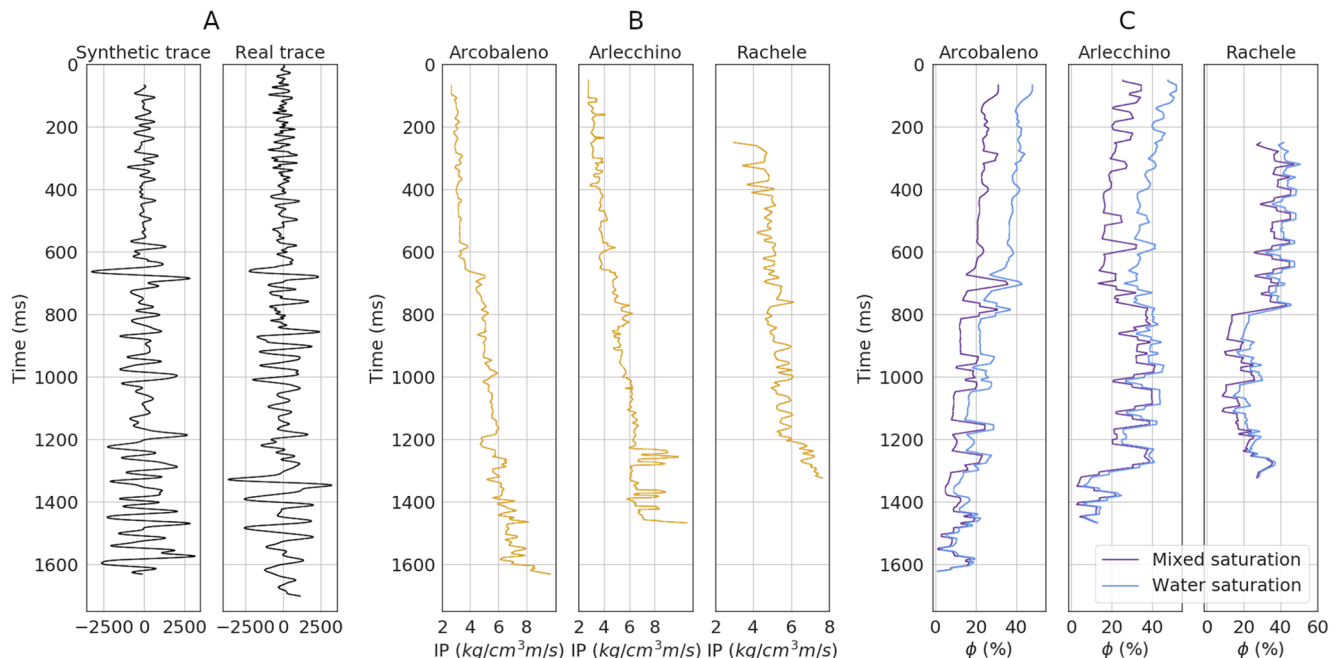 A
B
C
Synthetic trace
Real trace
Arcobaleno
Arlecchino
Rachele
Arcobaleno
Arlecchino
Rachele
0
200
400
600
800
1000
1200
1400
1600
Time (ms)
−2500 0 2500
−2500 0 2500
0
200
400
600
800
1000
1200
1400
1600
Time (ms)
2 4 6 8
IP (kg/cm³m/s)
4 6 8
IP (kg/cm³m/s)
2 4 6 8
IP (kg/cm³m/s)
0
200
400
600
800
1000
1200
1400
1600
Time (ms)
Mixed saturation
Water saturation
0 20 40
ϕ (%)
0 20 40
ϕ (%)
0 20 40 60
ϕ (%)